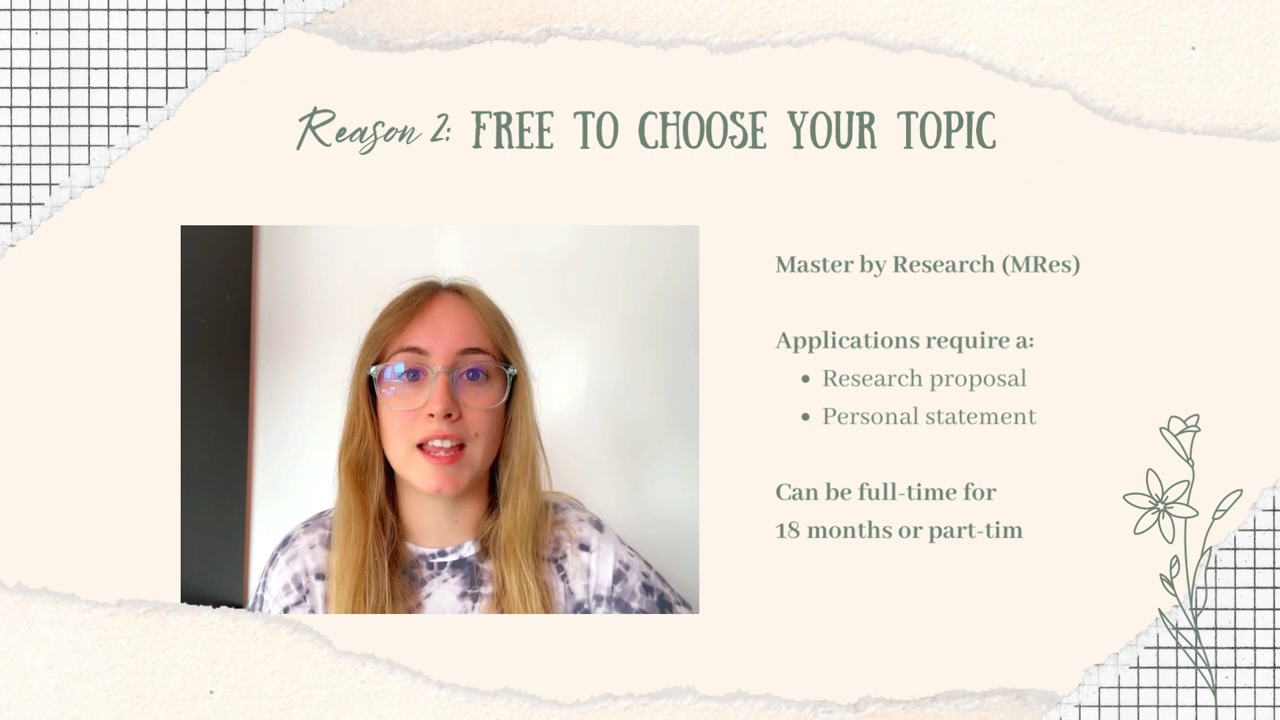 Reason 2: FREE TO CHOOSE YOUR TOPIC
Master by Research (MRes)
Applications require a:
• Research proposal
• Personal statement
Can be full-time for
18 months or part-tim